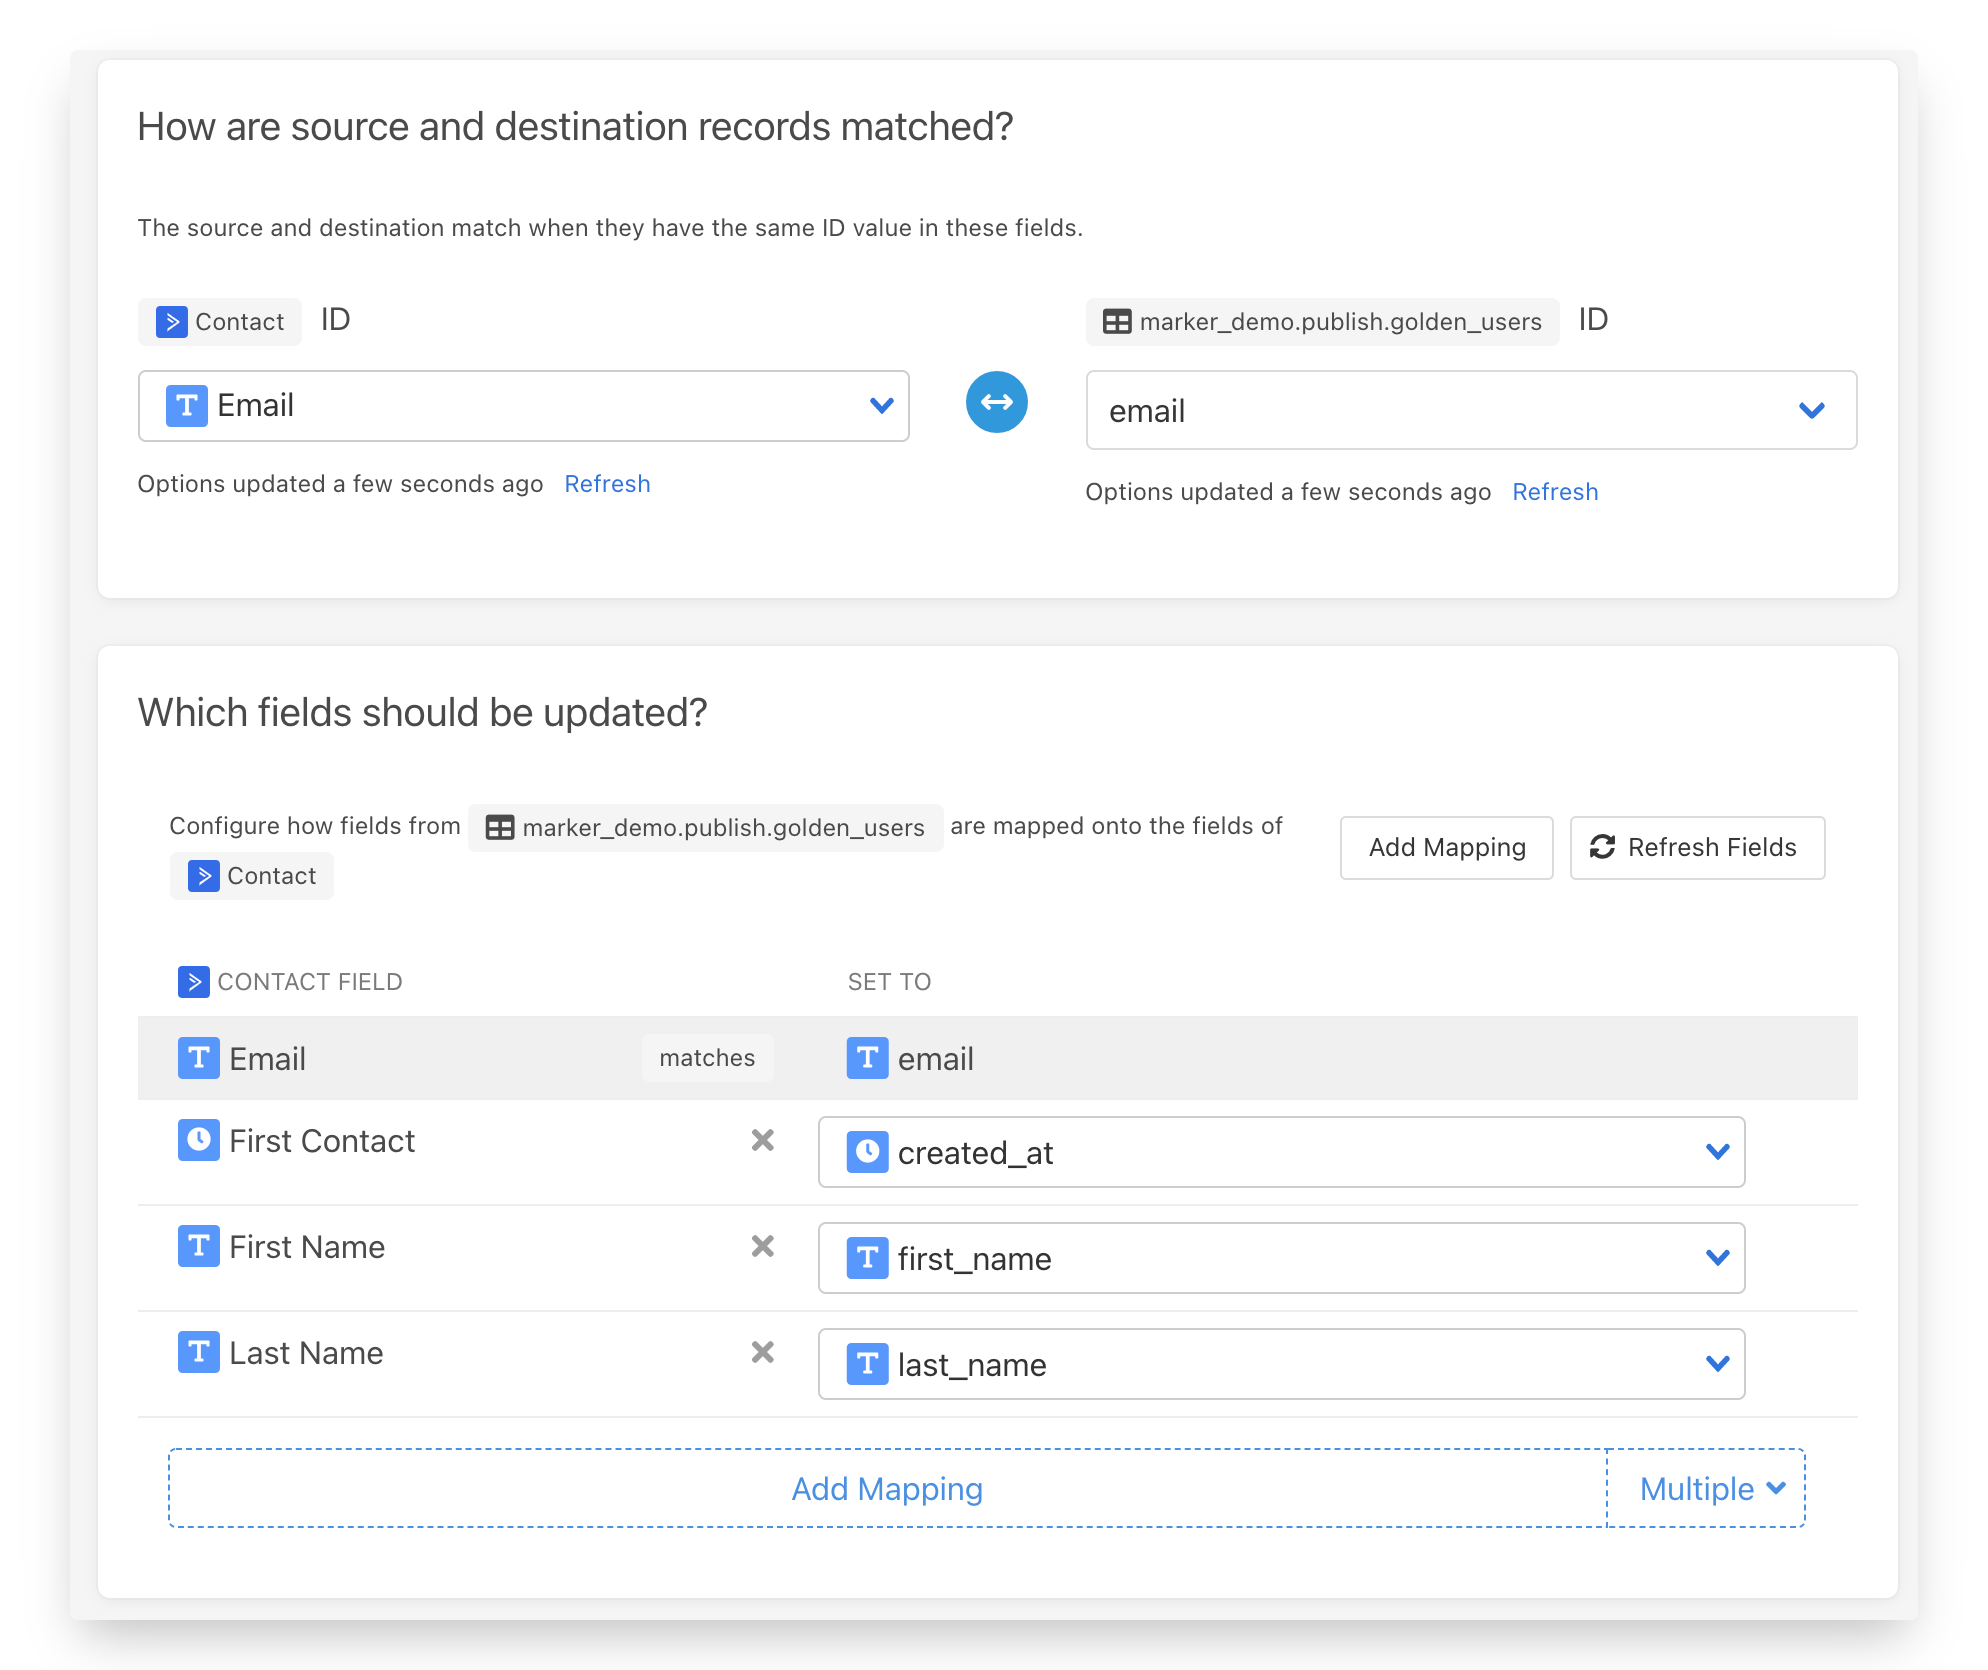 How are source and destination records matched?
The source and destination match when they have the same ID value in these fields.
Contact ID
marker_demo.publish.golden_users ID
Email
email
Options updated a few seconds ago Refresh
Options updated a few seconds ago Refresh
Which fields should be updated?
Configure how fields from marker_demo.publish.golden_users are mapped onto the fields of
Contact
Add Mapping
Refresh Fields
CONTACT FIELD SET TO
Email matches email
First Contact created_at
First Name first_name
Last Name last_name
Add Mapping Multiple